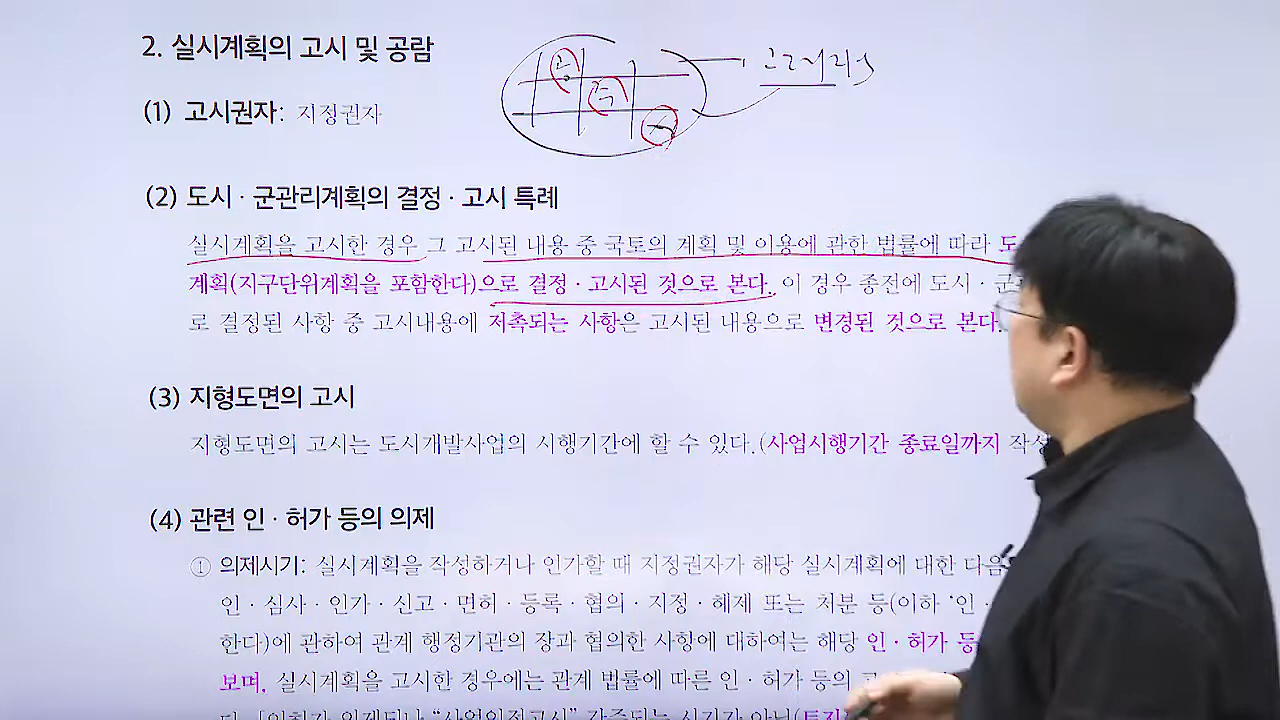 2. 실시계획의 고시 및 공람
(1) 고시권자: 지정권자
(2) 도시 · 군관리계획의 결정 · 고시 특례
실시계획을 고시한 경우 그 고시된 내용 중 국토의 계획 및 이용에 관한 법률에 따라 도
계획(지구단위계획을 포함한다)으로 결정 · 고시된 것으로 본다. 이 경우 종전에 도시 ·
로 결정된 사항 중 고시내용에 저촉되는 사항은 고시된 내용으로 변경된 것으로 본다.
(3) 지형도면의 고시
지형도면의 고시는 도시개발사업의 시행기간에 할 수 있다.(사업시행기간 종료일까지 작성
(4) 관련 인 · 허가 등의 의제
① 의제시기: 실시계획을 작성하거나 인가할 때 지정권자가 해당 실시계획에 대한 다음
인 · 심사 · 인가 · 신고 · 면허 · 등록 · 협의 · 지정 · 해제 또는 처분 등(이하 ‘인 ·
한다)에 관하여 관계 행정기관의 장과 협의한 사항에 대하여는 해당 인 · 허가 등
보며, 실시계획을 고시한 경우에는 관계 법률에 따른 인 · 허가 등의